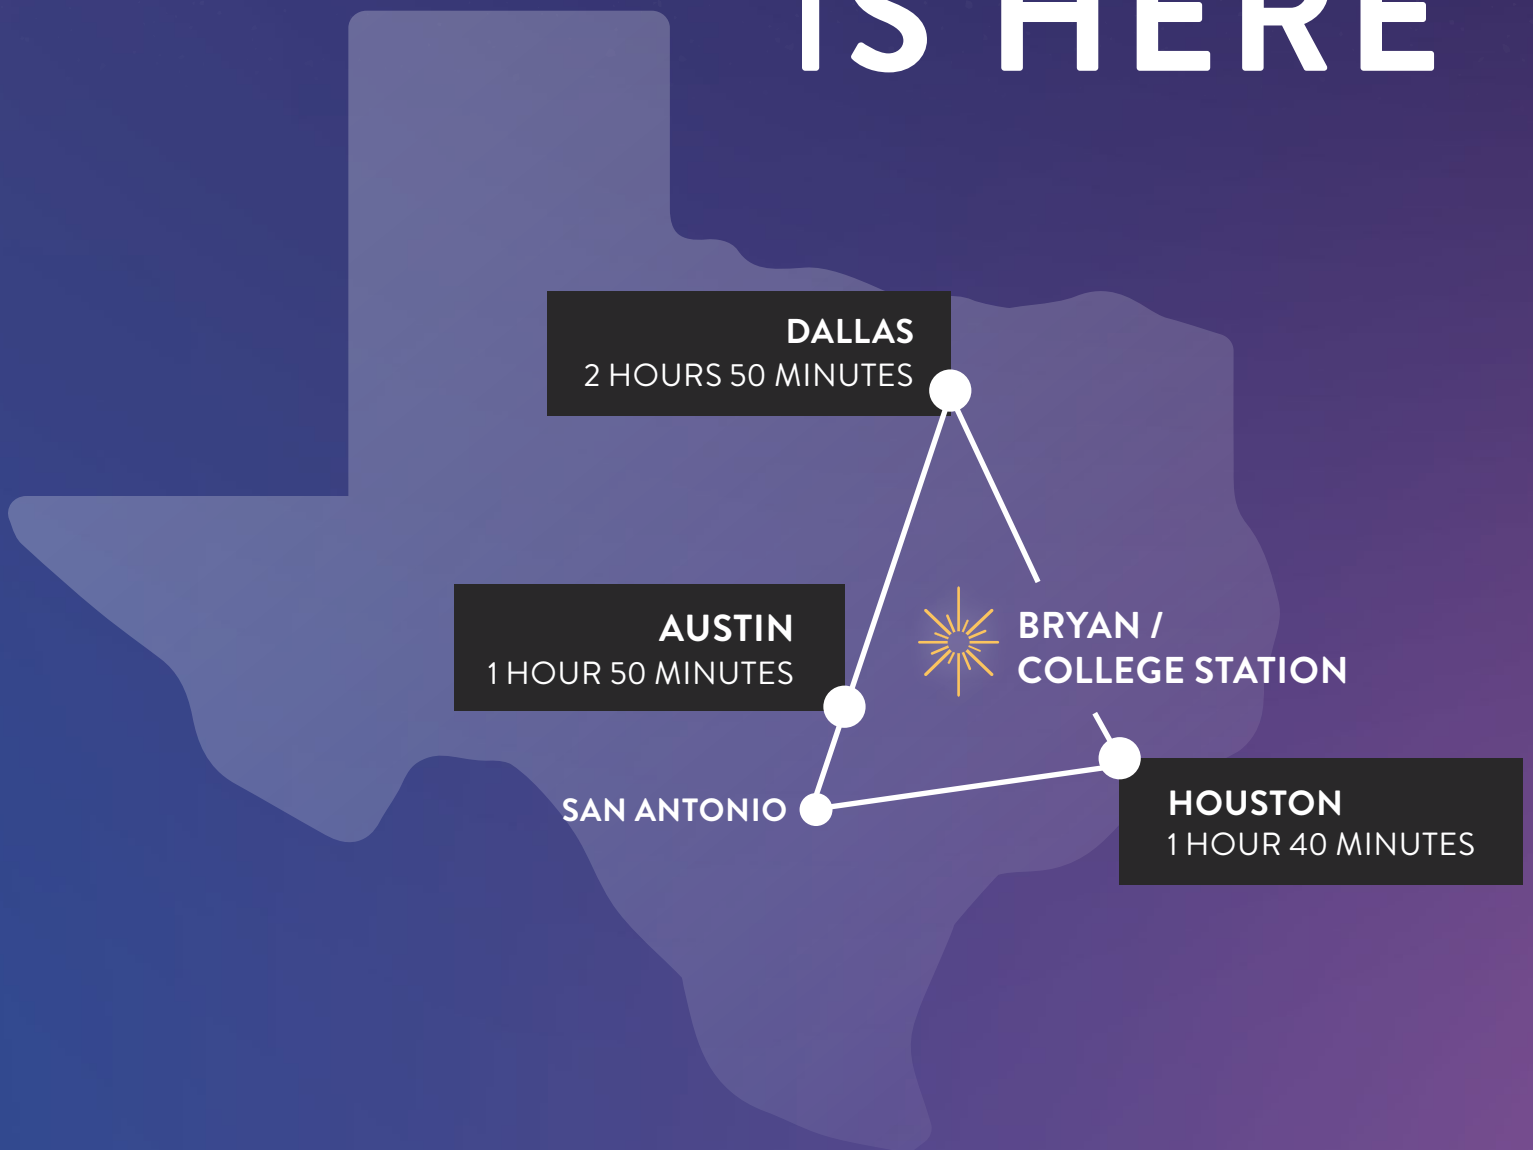 IS HERE
DALLAS
2 HOURS 50 MINUTES
AUSTIN
1 HOUR 50 MINUTES
BRYAN /
COLLEGE STATION
SAN ANTONIO
HOUSTON
1 HOUR 40 MINUTES